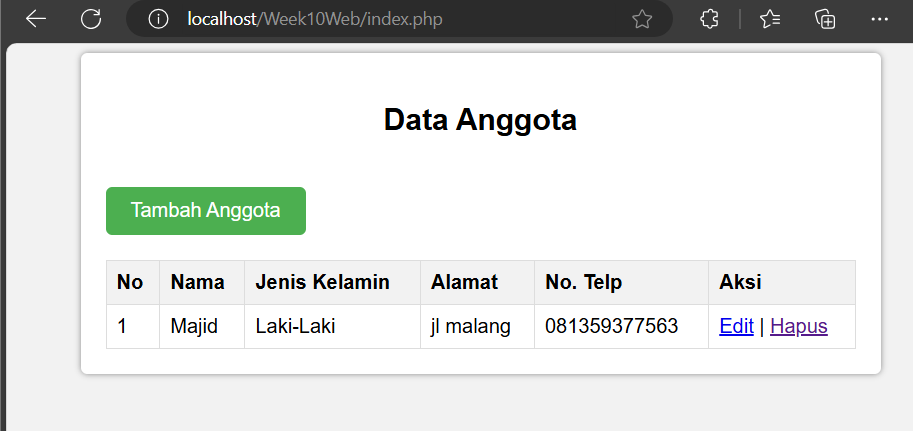 localhost/Week10Web/index.php
Data Anggota
Tambah Anggota
No Nama Jenis Kelamin Alamat No. Telp Aksi
1 Majid Laki-Laki jl malang 081359377563 Edit | Hapus